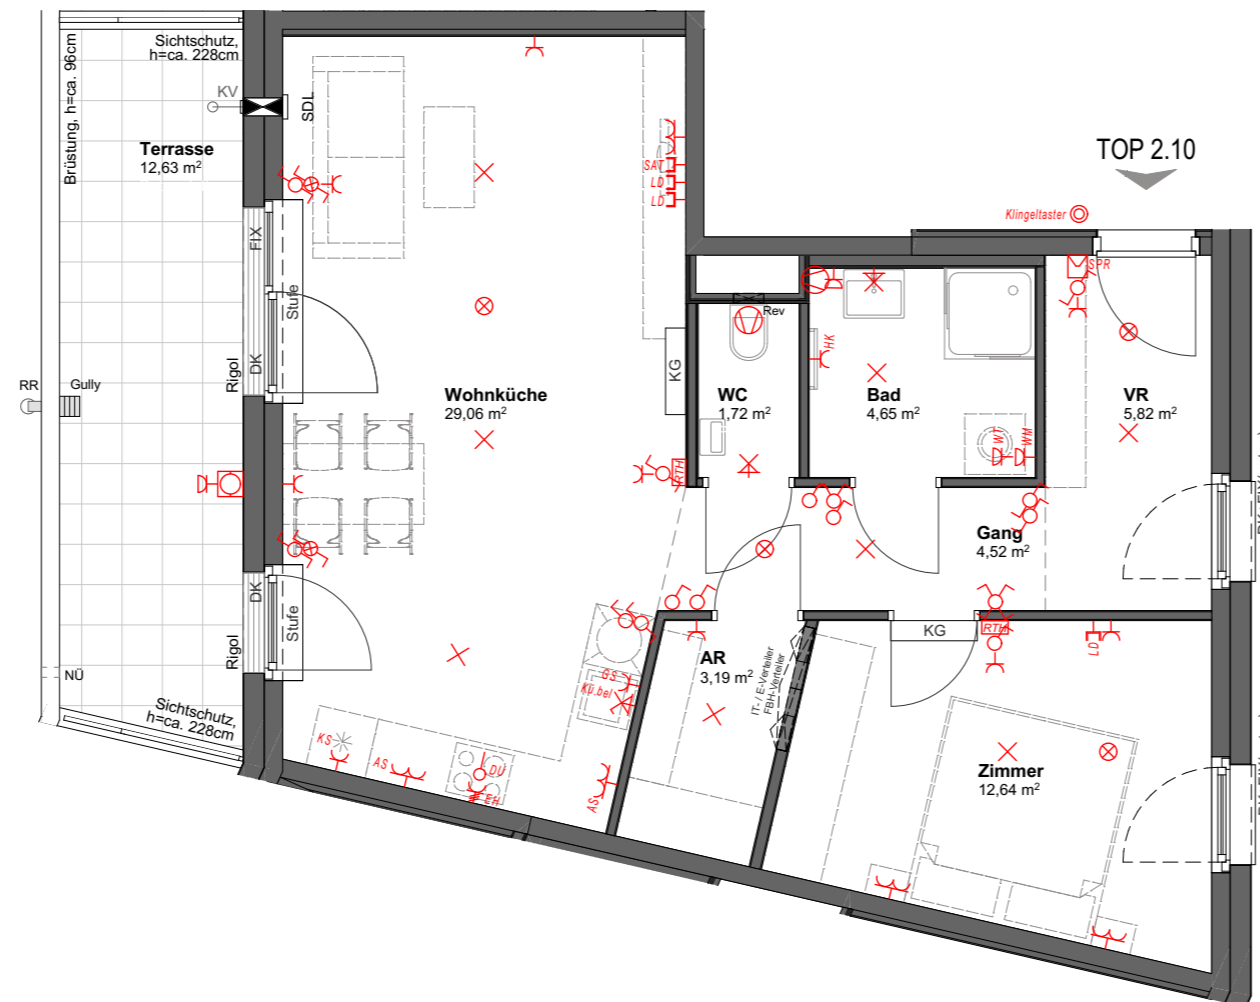 Sichtschutz,
h=ca. 228cm
Brüstung, h=ca. 96cm
KV
SDL
Terrasse
12,63 m²
TOP 2.10
Klingeltaster
SAT
LD
LD
SPR
FIX
Stufe
DK
Rigol
RR
Gully
Rev
HK
KG
Wohnküche
29,06 m²
WC
1,72 m²
Bad
4,65 m²
VR
5,82 m²
WT
WM
RTH
Gang
4,52 m²
DK
Stufe
Rigol
NÜ
Sichtschutz,
h=ca. 228cm
KG
RTH
LD
AR
3,19 m²
IT- / E-Verteiler
FBH-Verteiler
GS
Kü.bel
KS
AS
DU
EH
AS
Zimmer
12,64 m²